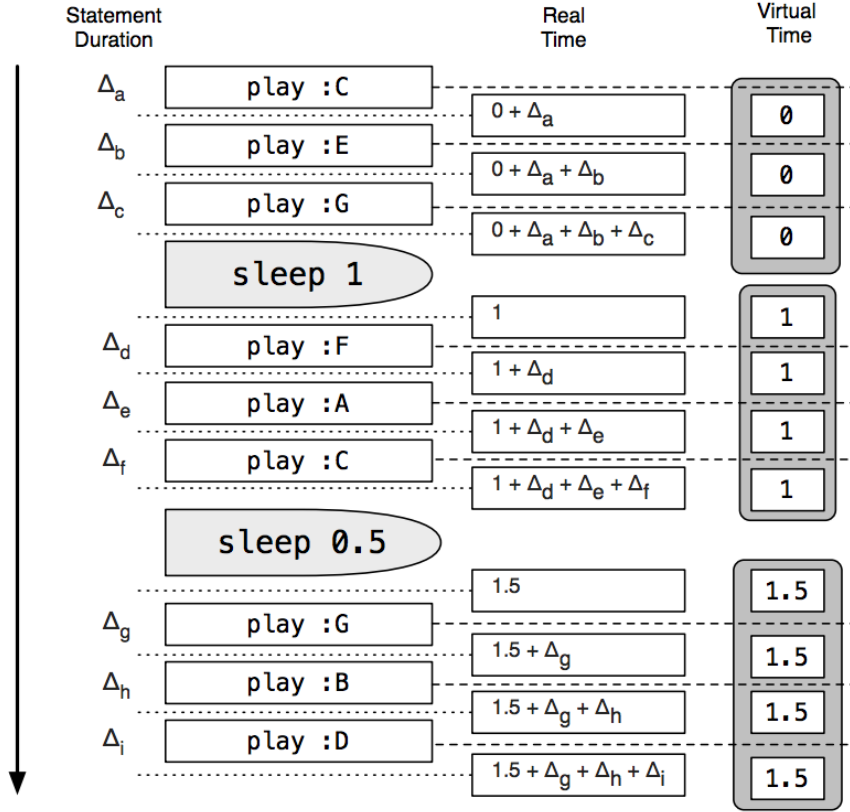 Statement Duration
Real Time
Virtual Time
Δa
play :C
0 + Δa
0
Δb
play :E
0 + Δa + Δb
0
Δc
play :G
0 + Δa + Δb + Δc
0
sleep 1
1
1
Δd
play :F
1 + Δd
1
Δe
play :A
1 + Δd + Δe
1
Δf
play :C
1 + Δd + Δe + Δf
1
sleep 0.5
1.5
1.5
Δg
play :G
1.5 + Δg
1.5
Δh
play :B
1.5 + Δg + Δh
1.5
Δi
play :D
1.5 + Δg + Δh + Δi
1.5